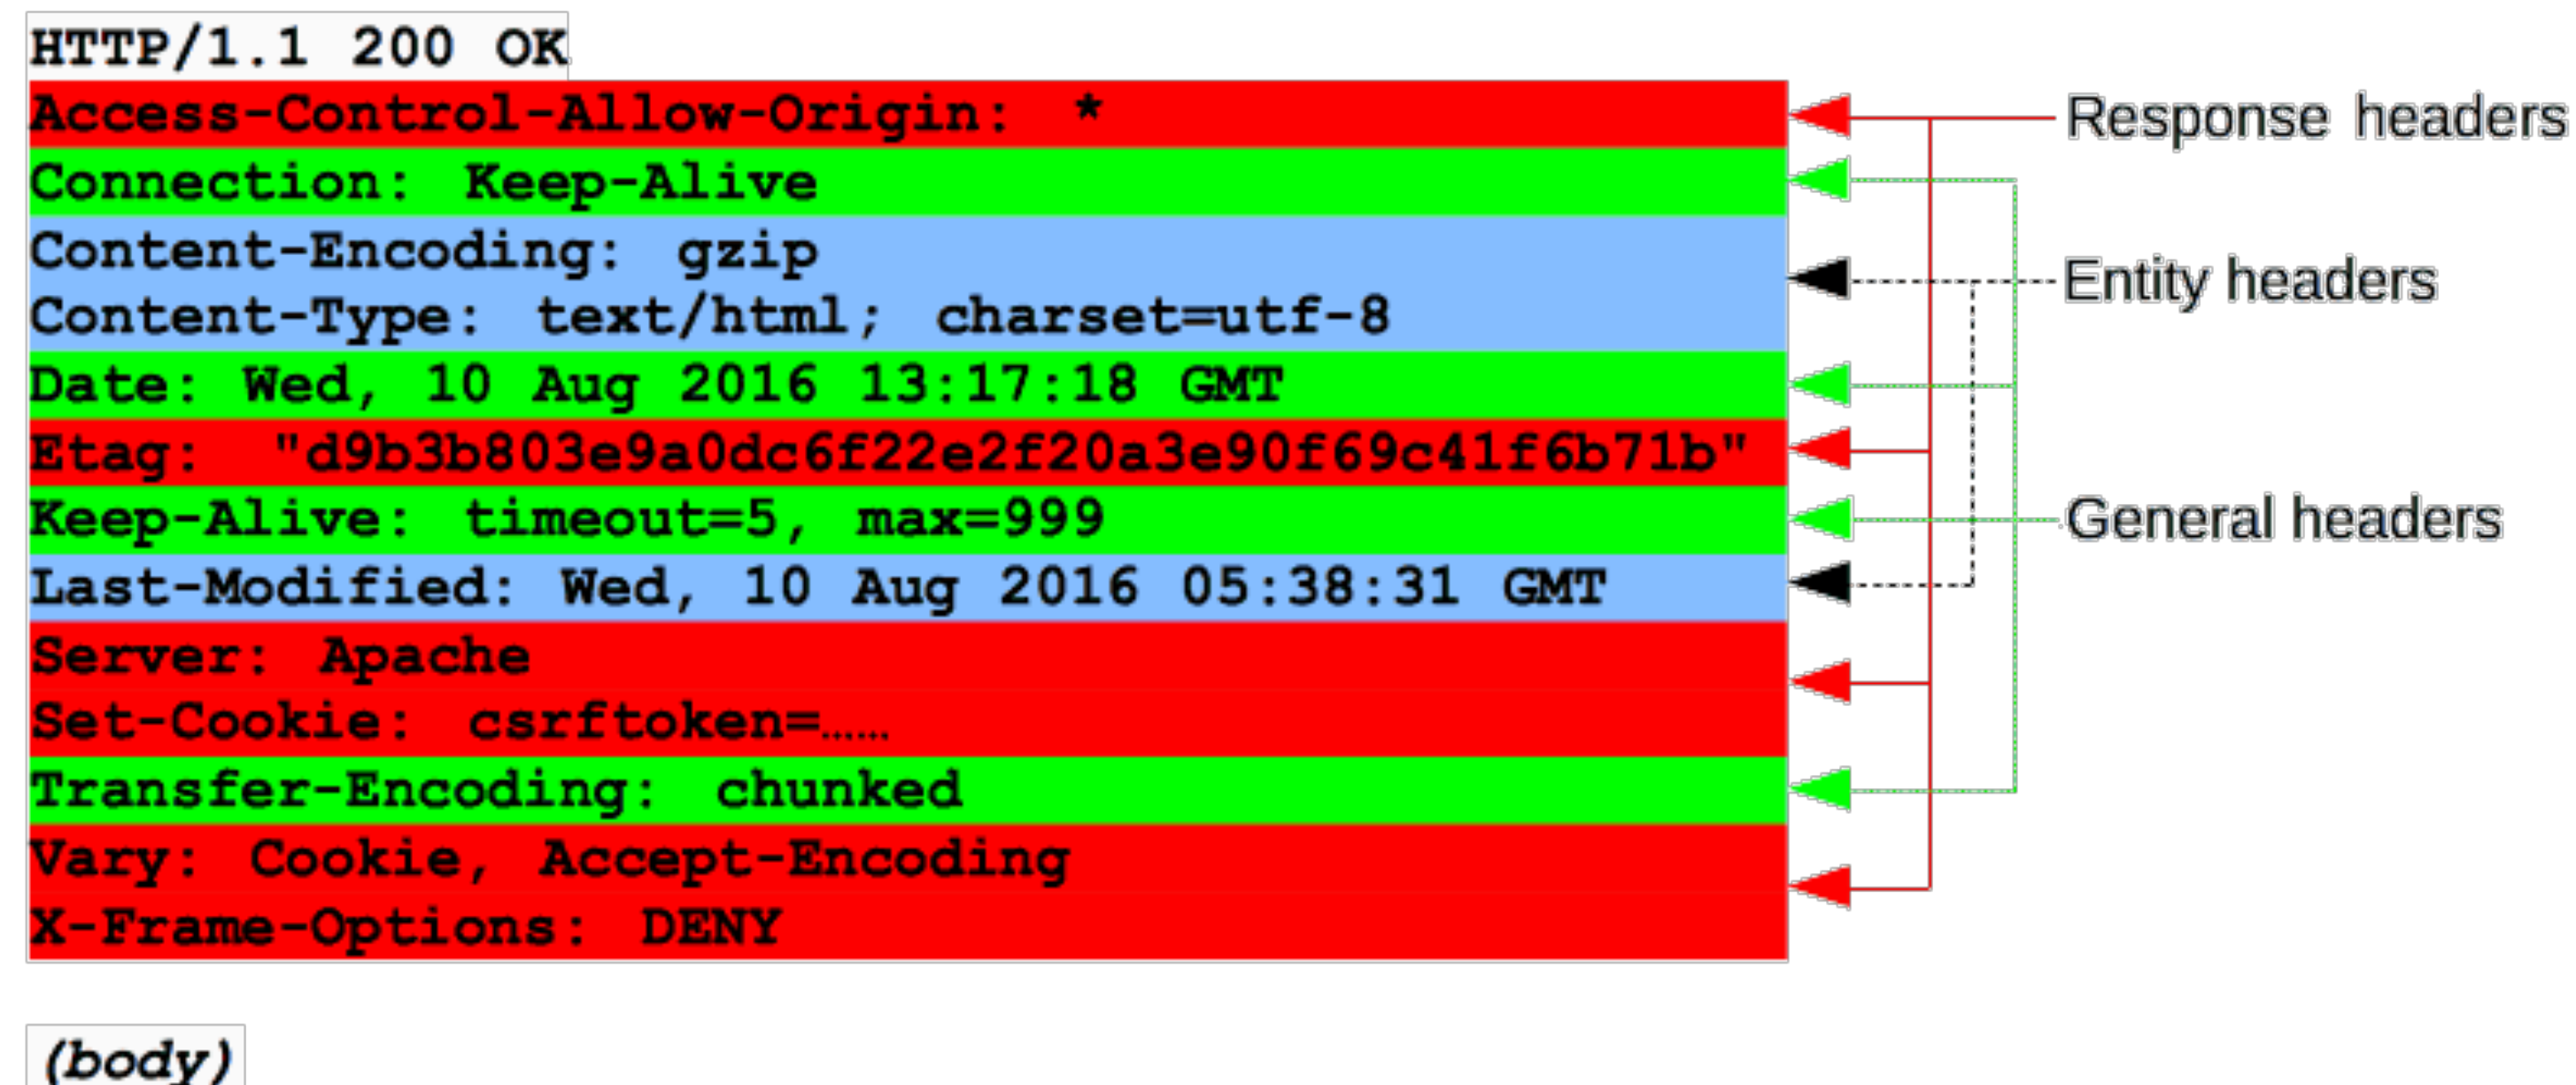 HTTP/1.1 200 OK
Access-Control-Allow-Origin: *
Response headers
Connection: Keep-Alive
Content-Encoding: gzip
Entity headers
Content-Type: text/html; charset=utf-8
Date: Wed, 10 Aug 2016 13:17:18 GMT
Etag: "d9b3b803e9a0dc6f22e2f20a3e90f69c41f6b71b"
Keep-Alive: timeout=5, max=999
General headers
Last-Modified: Wed, 10 Aug 2016 05:38:31 GMT
Server: Apache
Set-Cookie: csrftoken=……
Transfer-Encoding: chunked
Vary: Cookie, Accept-Encoding
X-Frame-Options: DENY
(body)